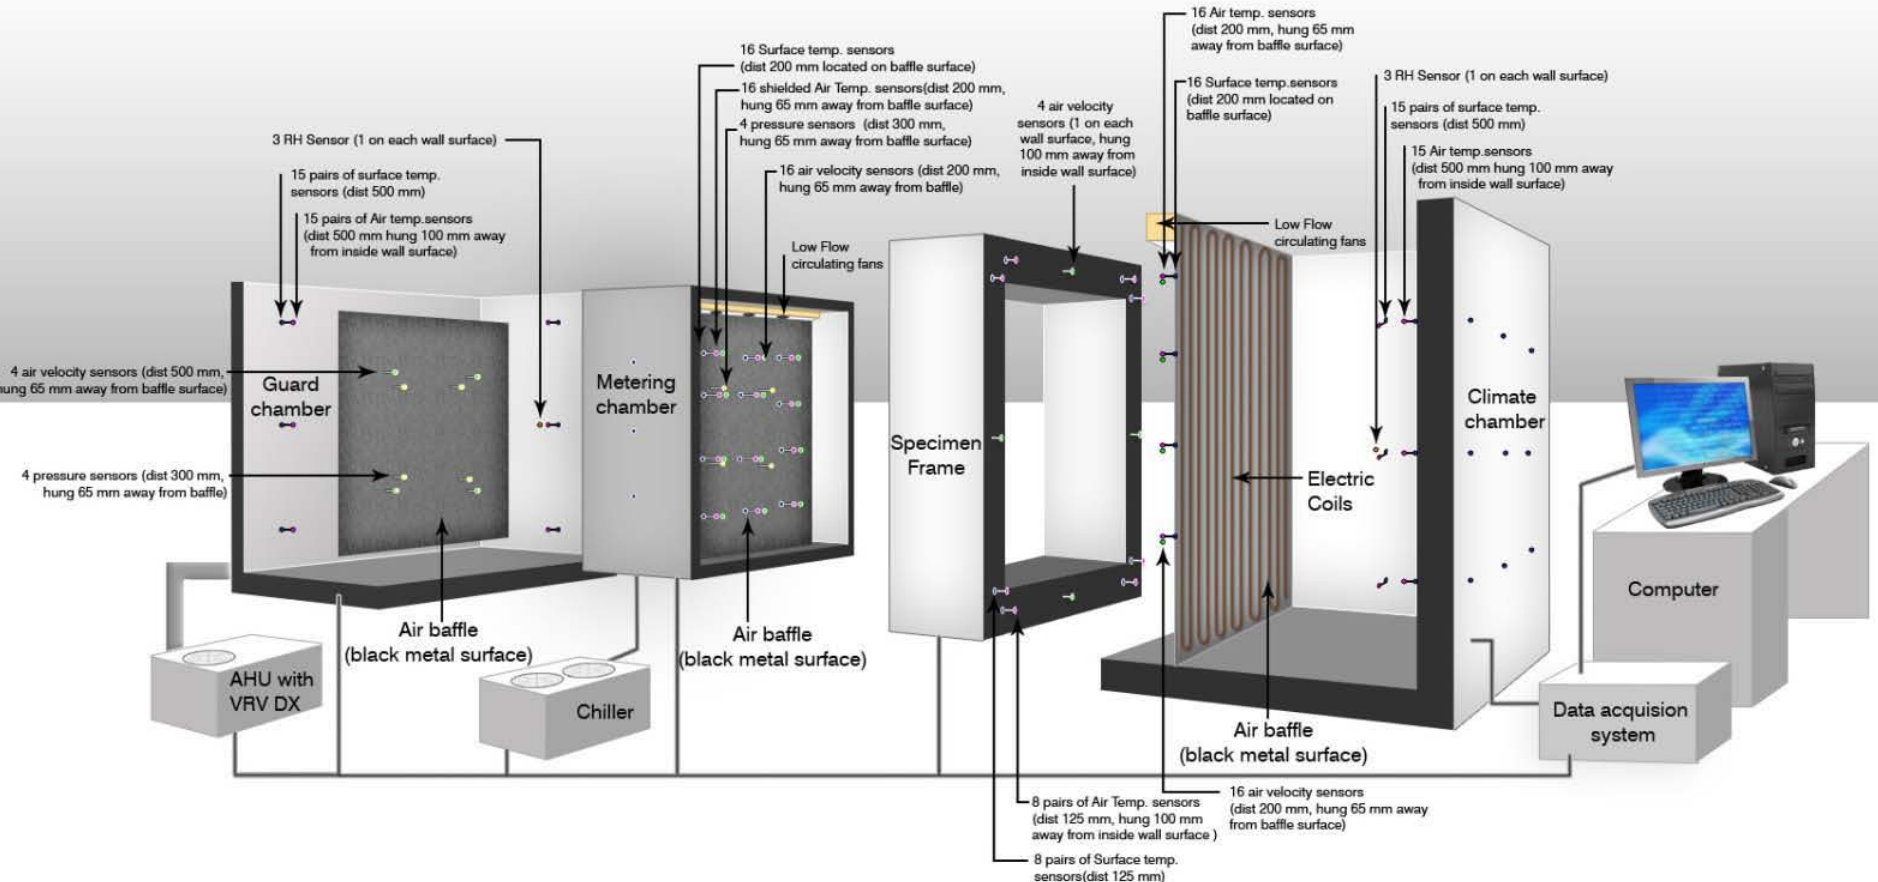 16 Air temp. sensors
(dist 200 mm, hung 65 mm
away from baffle surface)
16 Surface temp. sensors
(dist 200 mm located on baffle surface)
16 shielded Air Temp. sensors(dist 200 mm,
hung 65 mm away from baffle surface)
4 pressure sensors (dist 300 mm,
hung 65 mm away from baffle surface)
16 air velocity sensors (dist 200 mm,
hung 65 mm away from baffle)
4 air velocity
sensors (1 on each
wall surface, hung
100 mm away from
inside wall surface)
16 Surface temp.sensors
(dist 200 mm located on
baffle surface)
3 RH Sensor (1 on each wall surface)
15 pairs of surface temp.
sensors (dist 500 mm)
15 Air temp.sensors
(dist 500 mm hung 100 mm away
from inside wall surface)
3 RH Sensor (1 on each wall surface)
15 pairs of surface temp.
sensors (dist 500 mm)
15 pairs of Air temp.sensors
(dist 500 mm hung 100 mm away
from inside wall surface)
Low Flow
circulating fans
Low Flow
circulating fans
4 air velocity sensors (dist 500 mm,
hung 65 mm away from baffle surface)
Guard
chamber
Metering
chamber
Specimen
Frame
Climate
chamber
4 pressure sensors (dist 300 mm,
hung 65 mm away from baffle)
Electric
Coils
Computer
Air baffle
(black metal surface)
Air baffle
(black metal surface)
Air baffle
(black metal surface)
AHU with
VRV DX
Chiller
Data acquision
system
8 pairs of Air Temp. sensors
(dist 125 mm, hung 100 mm
away from inside wall surface )
16 air velocity sensors
(dist 200 mm, hung 65 mm away
from baffle surface)
8 pairs of Surface temp.
sensors(dist 125 mm)